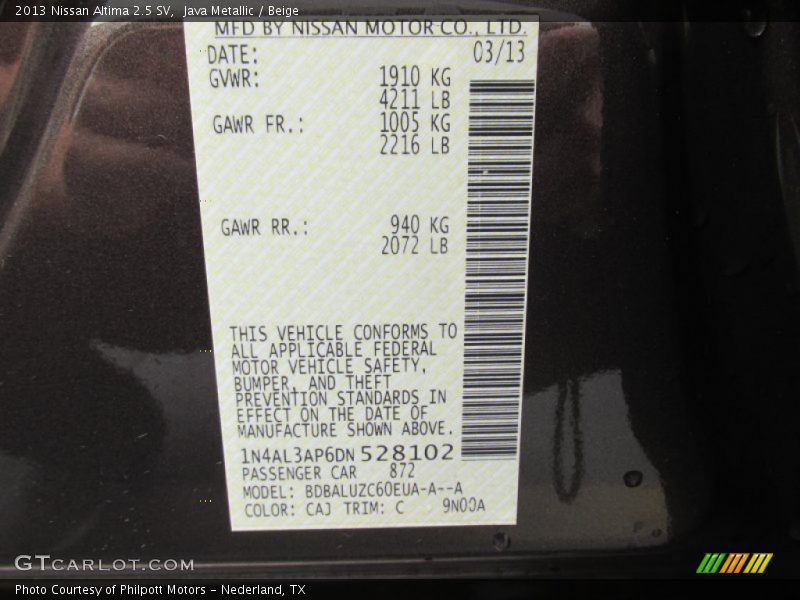 2013 Nissan Altima 2.5 SV,  Java Metallic / Beige
MFD BY NISSAN MOTOR CO., LTD.
DATE: 03/13
GVWR: 1910 KG
4211 LB
GAWR FR.: 1005 KG
2216 LB
GAWR RR.: 940 KG
2072 LB
THIS VEHICLE CONFORMS TO
ALL APPLICABLE FEDERAL
MOTOR VEHICLE SAFETY,
BUMPER, AND THEFT
PREVENTION STANDARDS IN
EFFECT ON THE DATE OF
MANUFACTURE SHOWN ABOVE.
1N4AL3AP6DN528102
PASSENGER CAR 872
MODEL: BDBALUZC60EUA-A--A
COLOR: CAJ TRIM: C 9N00A
GTCARLOT.COM
Photo Courtesy of Philpott Motors - Nederland, TX